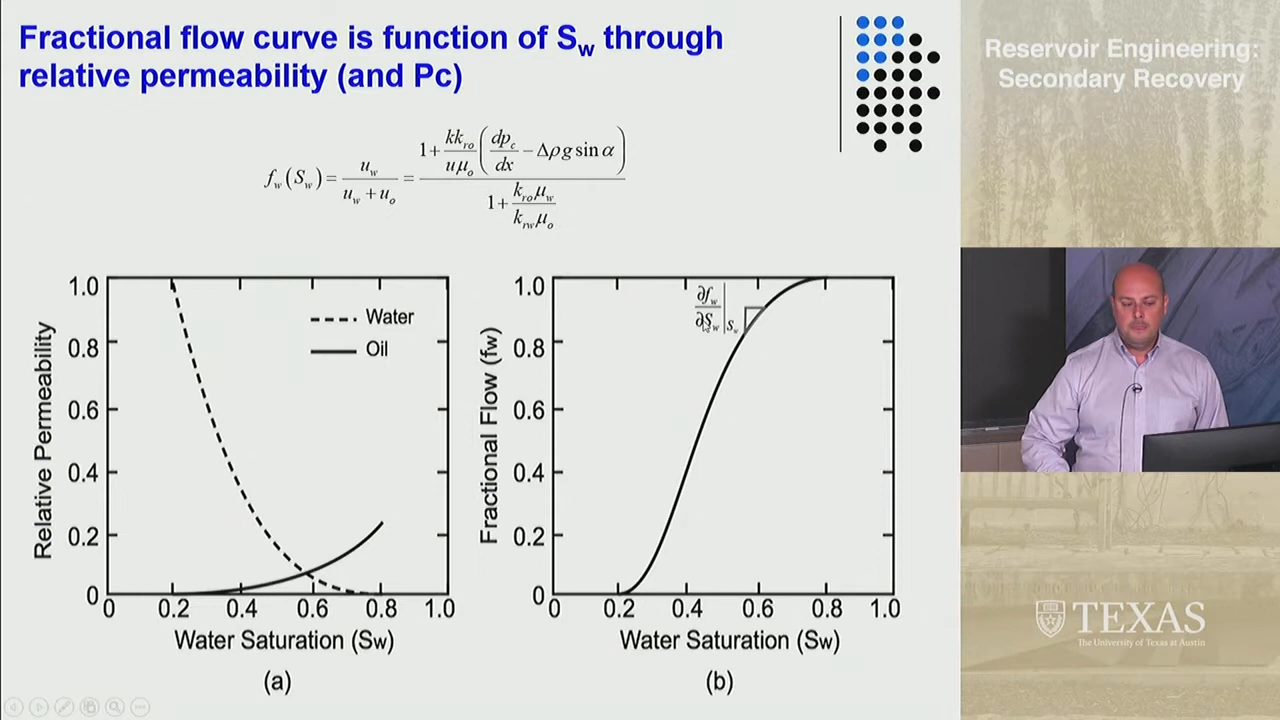 Fractional flow curve is function of Sw through
relative permeability (and Pc)
fw(Sw) = uw / (uw + uo) = (1 + kkro/(uμo) (dpc/dx − Δρg sin α)) / (1 + kroμw/(krwμo))
Relative Permeability
1.0
0.8
0.6
0.4
0.2
0
Water
Oil
0 0.2 0.4 0.6 0.8 1.0
Water Saturation (Sw)
(a)
Fractional Flow (fw)
1.0
0.8
0.6
0.4
0.2
0
∂fw/∂Sw|Sw
0 0.2 0.4 0.6 0.8 1.0
Water Saturation (Sw)
(b)
Reservoir Engineering:
Secondary Recovery
TEXAS
The University of Texas at Austin